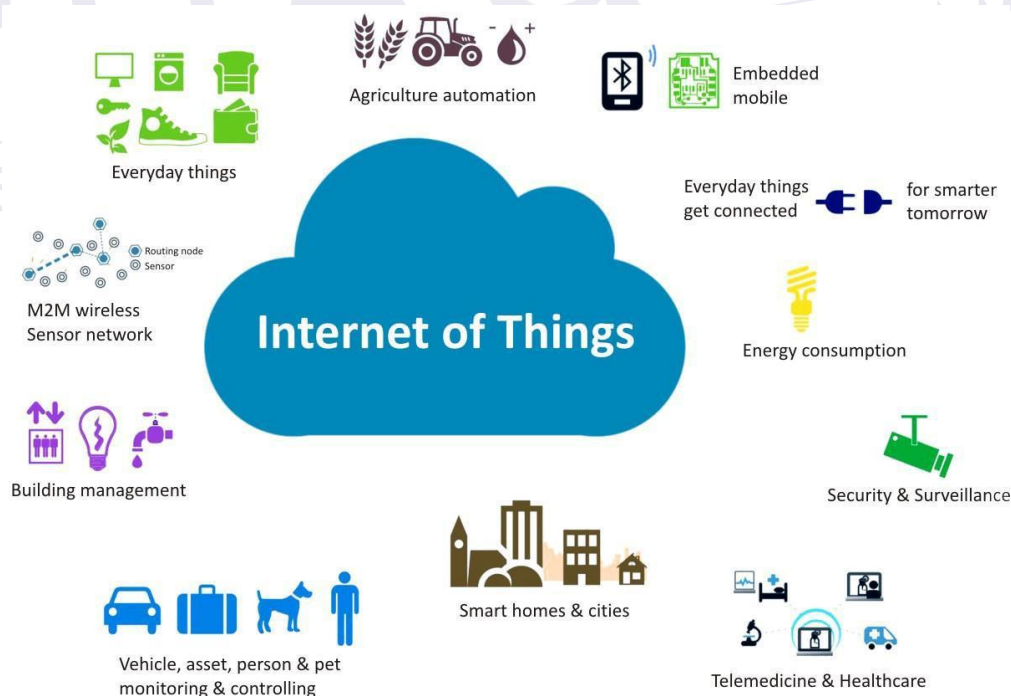 Agriculture automation
Embedded
mobile
Everyday things
Everyday things
get connected
for smarter
tomorrow
Routing node
Sensor
M2M wireless
Sensor network
Internet of Things
Energy consumption
Building management
Security & Surveillance
Smart homes & cities
Vehicle, asset, person & pet
monitoring & controlling
Telemedicine & Healthcare